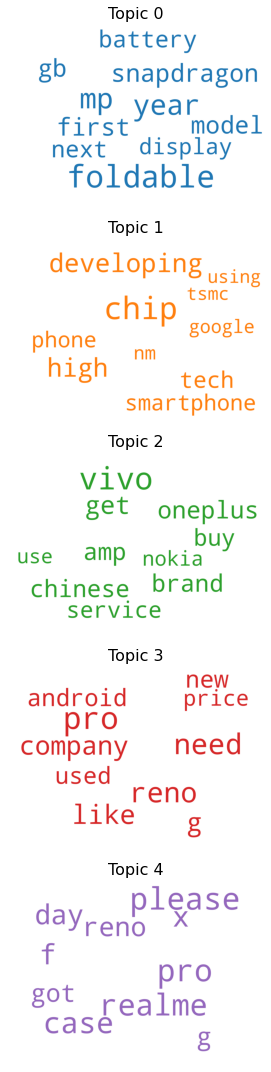 Topic 0
battery
gb snapdragon
mp year
first model
next display
foldable
Topic 1
developing
using
tsmc
chip
google
phone
nm
high
tech
smartphone
Topic 2
vivo
get oneplus
buy
use amp nokia
chinese brand
service
Topic 3
new
android price
pro
company need
used
reno
like g
Topic 4
please
day x
reno
f
pro
got
realme
case
g